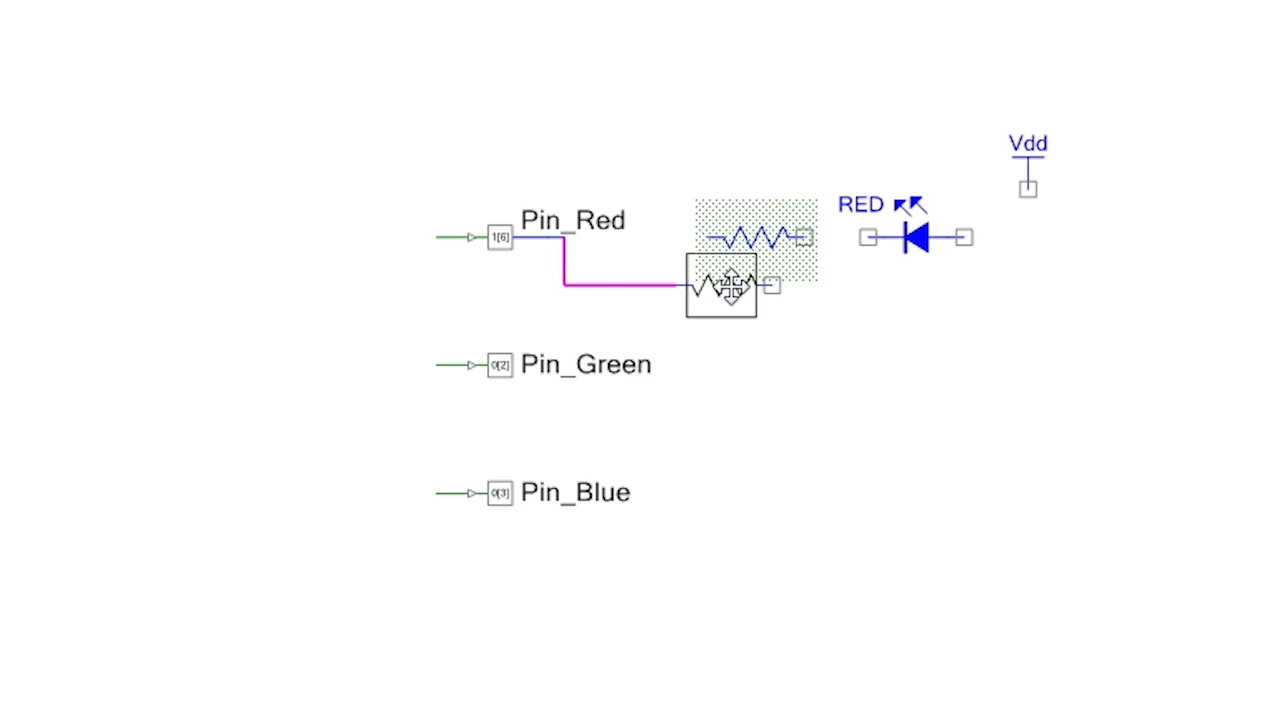 Vdd
RED
Pin_Red
1[6]
Pin_Green
0[2]
Pin_Blue
0[3]